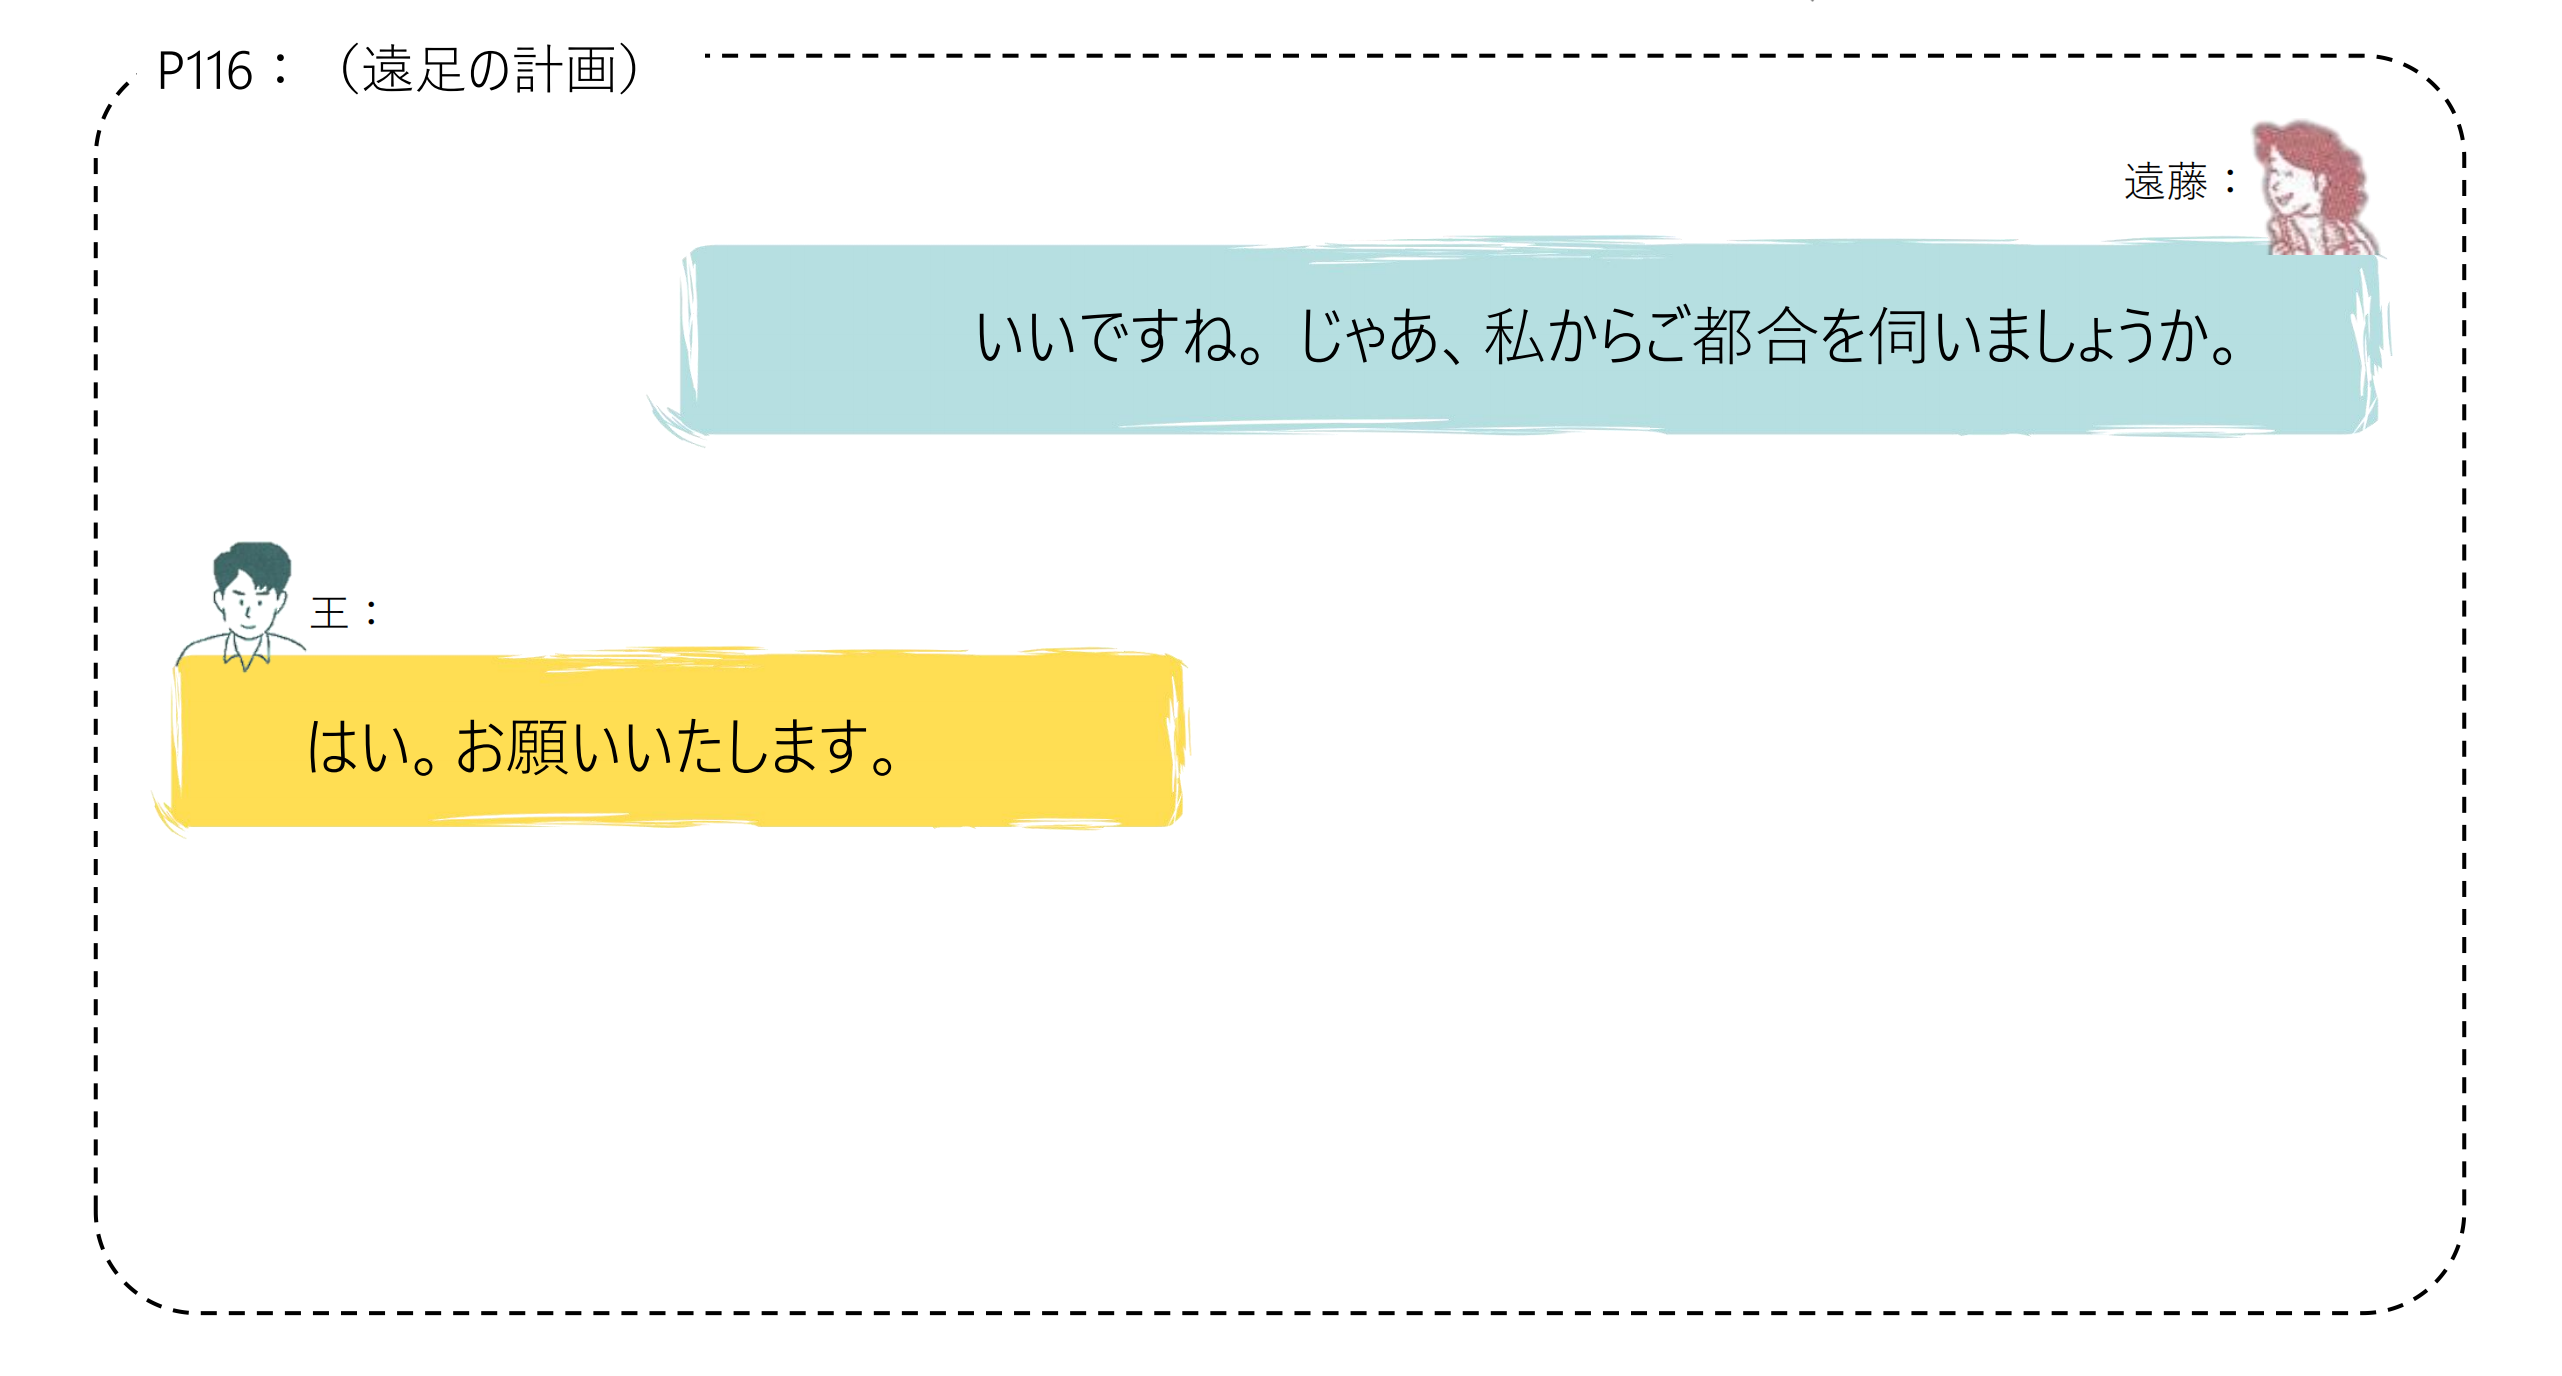 P116：（遠足の計画）
遠藤：
いいですね。じゃあ、私からご都合を伺いましょうか。
王：
はい。お願いいたします。